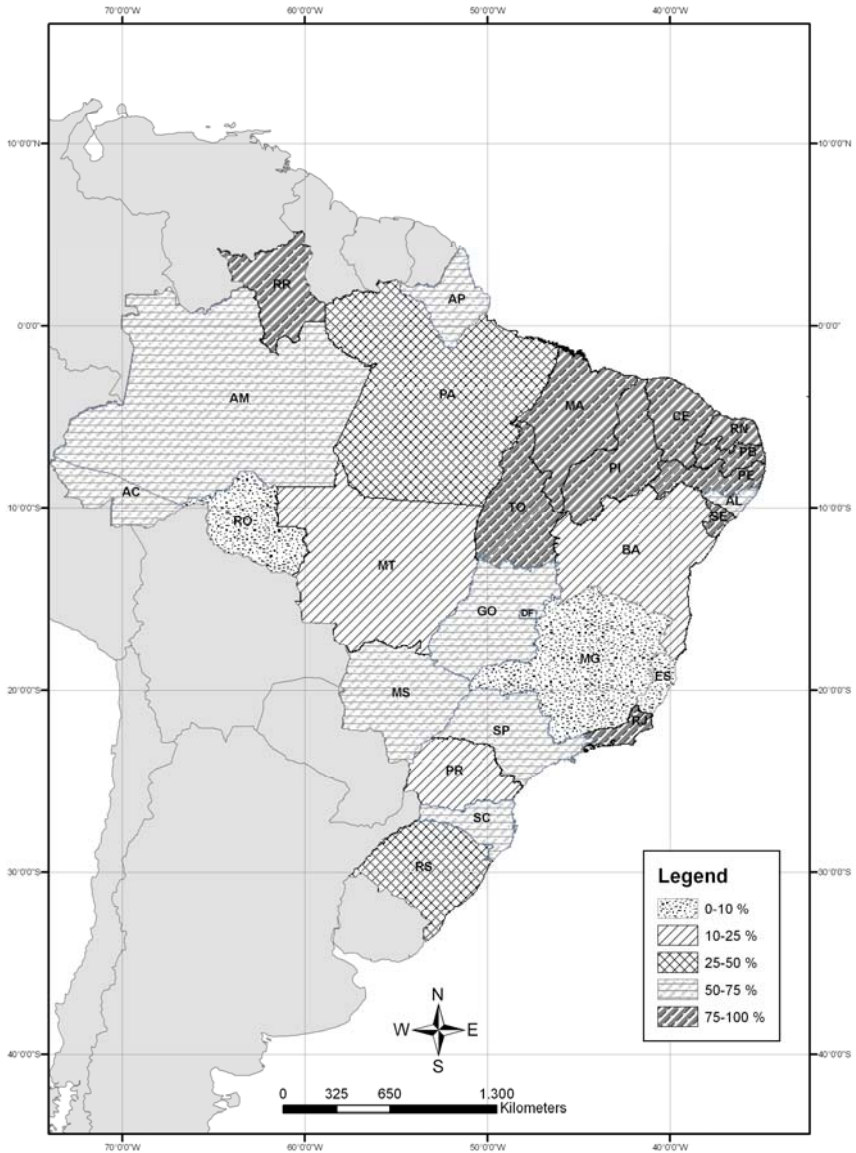 70°0'0"W 60°0'0"W 50°0'0"W 40°0'0"W
10°0'0"N 10°0'0"N
RR
AP
0°0'0" 0°0'0"
AM PA MA CE RN
PB
PI PE
AC TO AL
RO SE
MT BA
GO DF
MG
ES
20°0'0"S 20°0'0"S
MS
RJ
SP
PR
SC
RS
30°0'0"S 30°0'0"S
10°0'0"S 10°0'0"S
Legend
0-10 %
10-25 %
25-50 %
50-75 %
75-100 %
N
W E
S
40°0'0"S 40°0'0"S
0 325 650 1.300
Kilometers
70°0'0"W 60°0'0"W 50°0'0"W 40°0'0"W